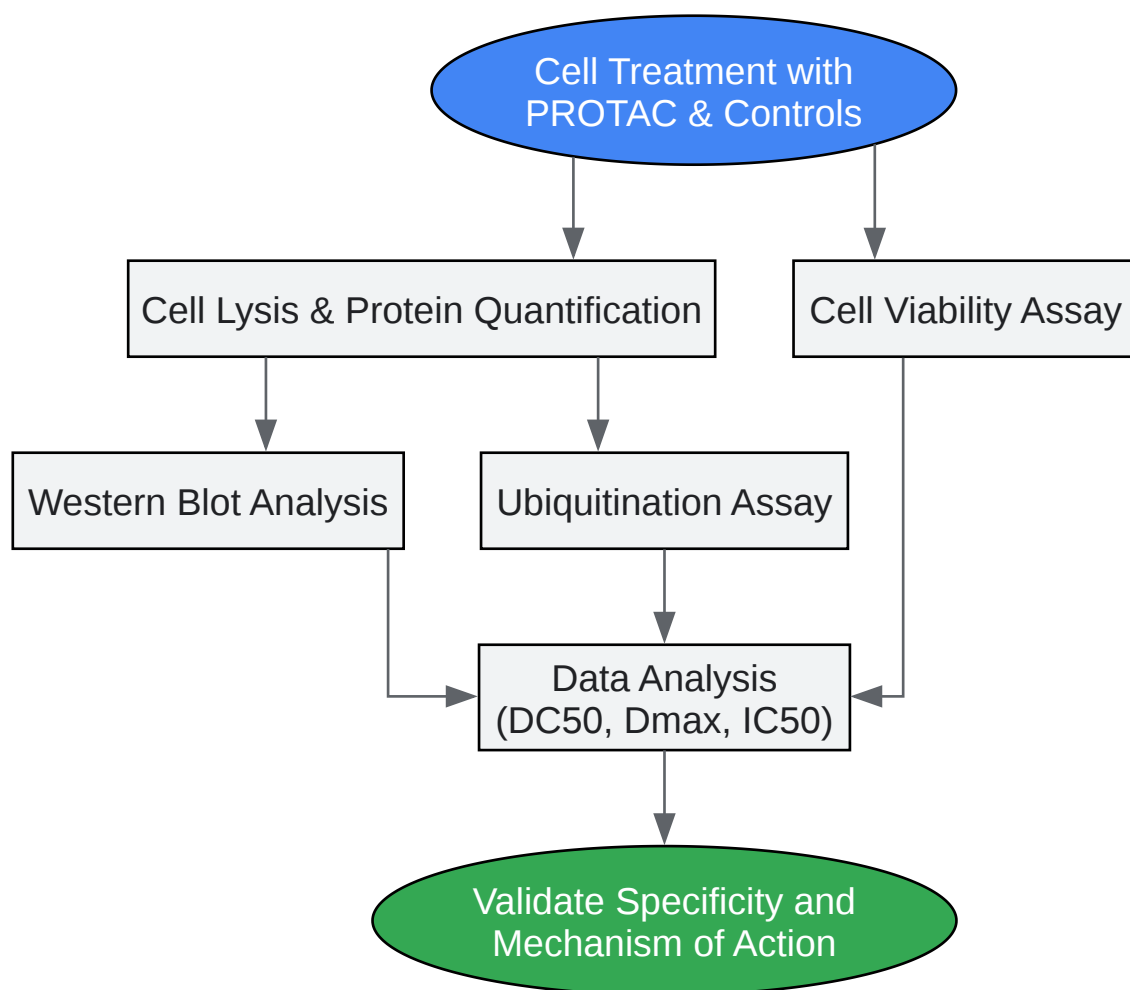 Cell Treatment with
PROTAC & Controls
Cell Lysis & Protein Quantification
Cell Viability Assay
Western Blot Analysis
Ubiquitination Assay
Data Analysis
(DC50, Dmax, IC50)
Validate Specificity and
Mechanism of Action